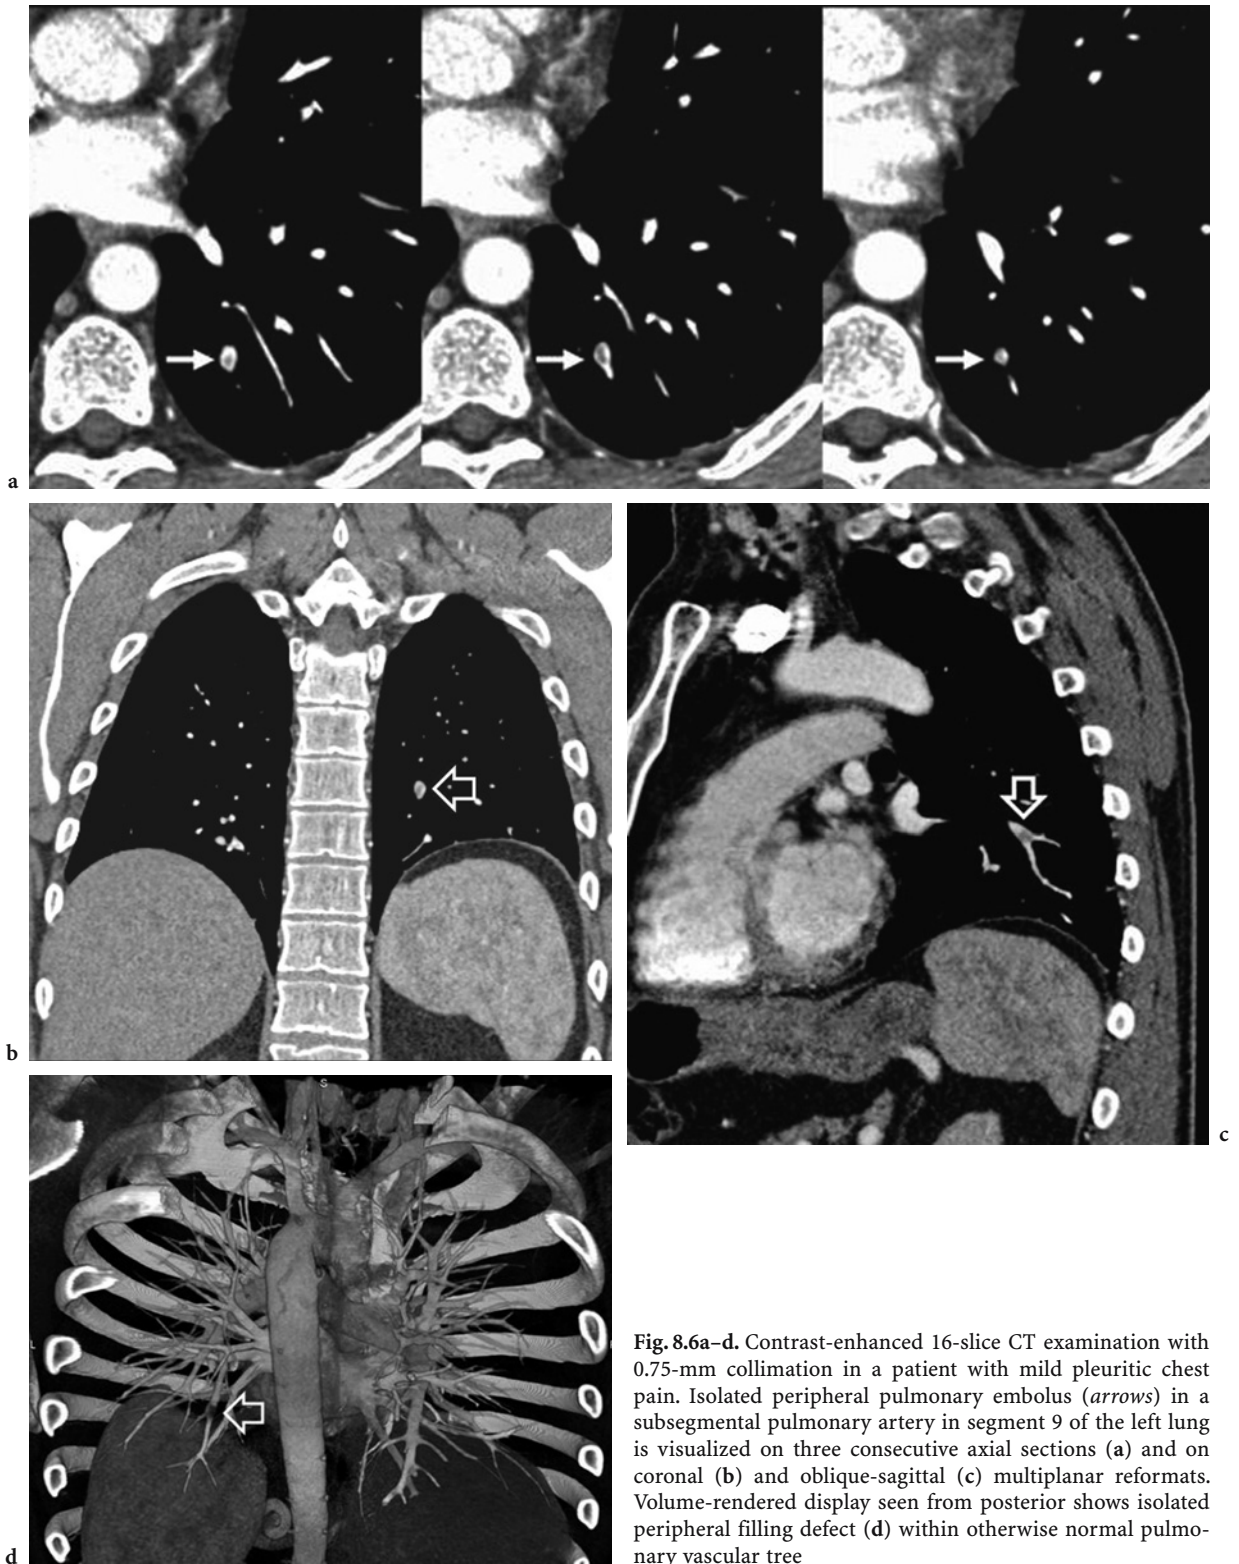 a
b
c
S
L
d
Fig. 8.6a–d. Contrast-enhanced 16-slice CT examination with
0.75-mm collimation in a patient with mild pleuritic chest
pain. Isolated peripheral pulmonary embolus (arrows) in a
subsegmental pulmonary artery in segment 9 of the left lung
is visualized on three consecutive axial sections (a) and on
coronal (b) and oblique-sagittal (c) multiplanar reformats.
Volume-rendered display seen from posterior shows isolated
peripheral filling defect (d) within otherwise normal pulmo-
nary vascular tree